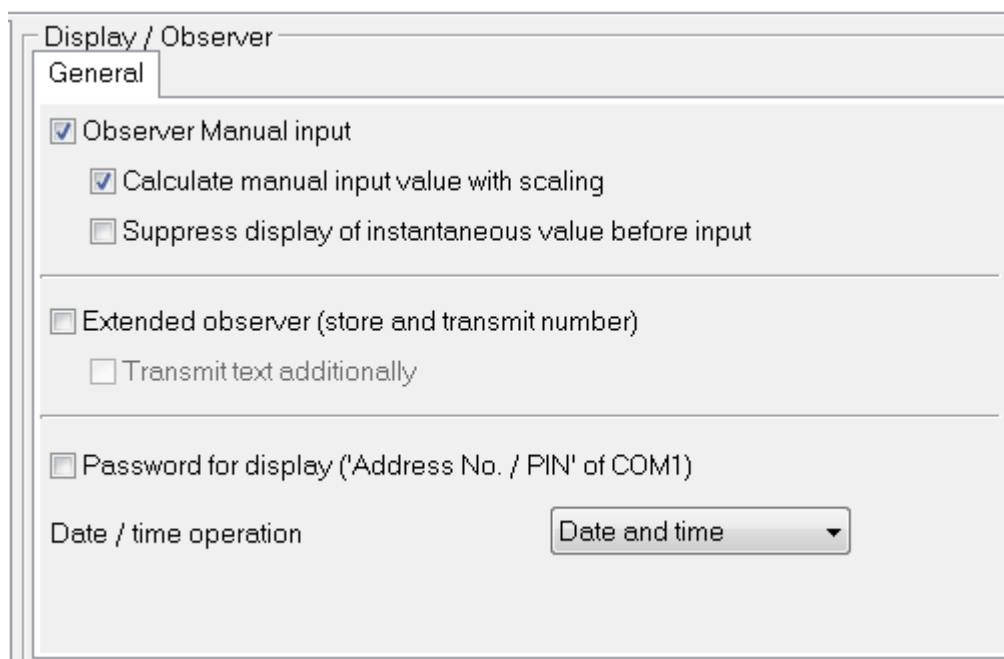 Display / Observer
General
Observer Manual input
Calculate manual input value with scaling
Suppress display of instantaneous value before input
Extended observer (store and transmit number)
Transmit text additionally
Password for display ('Address No. / PIN' of COM1)
Date / time operation Date and time